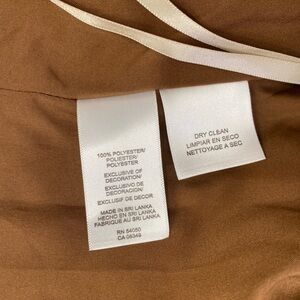 100% POLYESTER/
POLIESTER/
POLYESTER
EXCLUSIVE OF
DECORATION/
EXCLUSIVO DE
DECORACION/
EXCLUSIF DE DECOR
MADE IN SRI LANKA
HECHO EN SRI LANKA
FABRIQUE AU SRI LANKA
RN 54050
CA 08349
DRY CLEAN
LIMPIAR EN SECO
NETTOYAGE A SEC